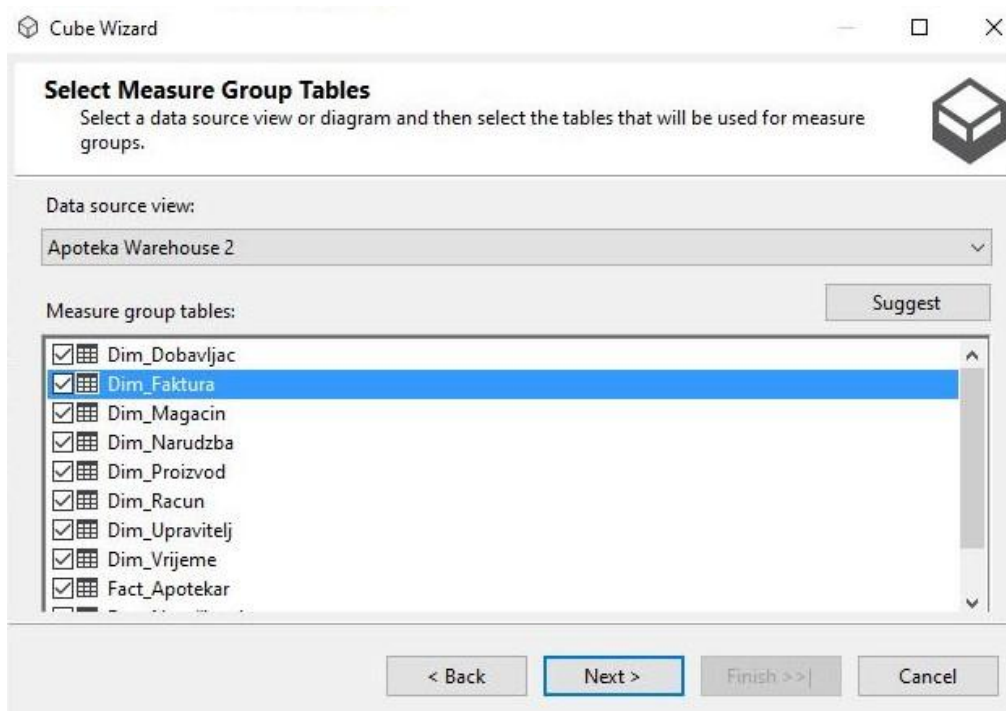 Cube Wizard
Select Measure Group Tables
Select a data source view or diagram and then select the tables that will be used for measure
groups.
Data source view:
Apoteka Warehouse 2
Measure group tables:
Suggest
Dim_Dobavljac
Dim_Faktura
Dim_Magacin
Dim_Narudzba
Dim_Proizvod
Dim_Racun
Dim_Upravitelj
Dim_Vrijeme
Fact_Apotekar
< Back
Next >
Finish >>|
Cancel